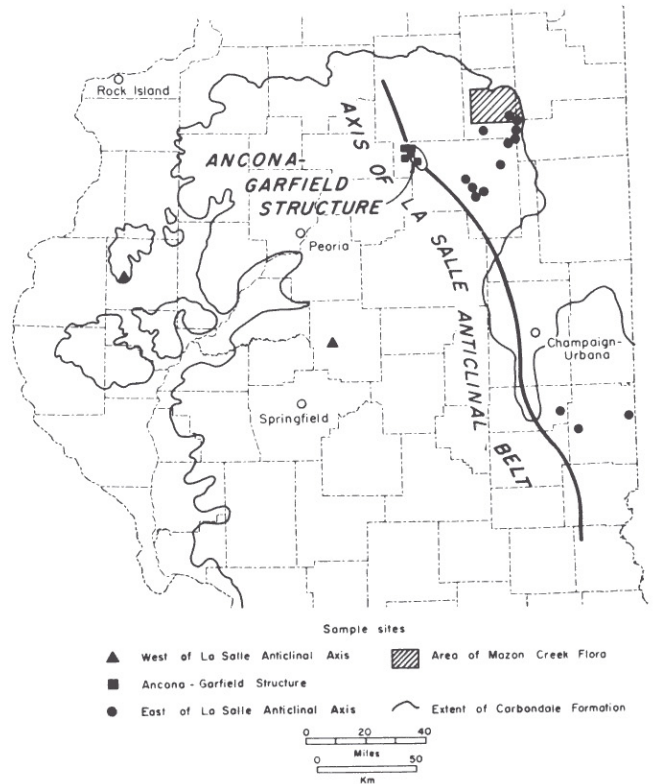 Rock Island
ANCONA-
GARFIELD
STRUCTURE
AXIS OF LA SALLE ANTICLINAL BELT
Peoria
Champaign-
Urbana
Springfield
Sample sites
West of La Salle Anticlinal Axis
Area of Mazon Creek Flora
Ancona - Garfield Structure
East of La Salle Anticlinal Axis
Extent of Carbondale Formation
0 20 40
Miles
0 50
Km